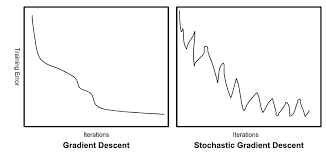 Training Error
Iterations
Gradient Descent
Iterations
Stochastic Gradient Descent